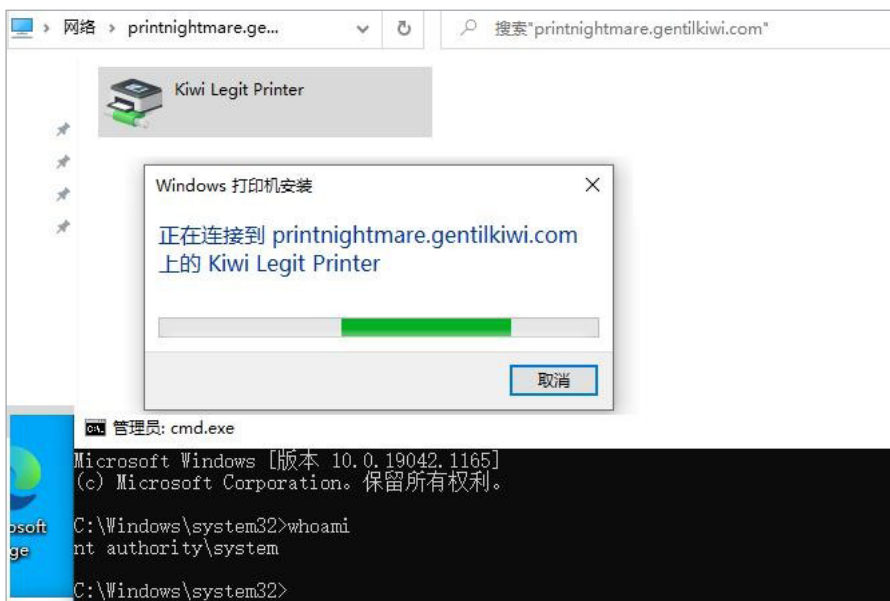 网络 printnightmare.ge...
搜索"printnightmare.gentilkiwi.com"
Kiwi Legit Printer
Windows 打印机安装
正在连接到 printnightmare.gentilkiwi.com
上的 Kiwi Legit Printer
取消
管理员: cmd.exe
Microsoft Windows [版本 10.0.19042.1165]
(c) Microsoft Corporation。保留所有权利。
osoft
ge
C:\Windows\system32>whoami
nt authority\system
C:\Windows\system32>